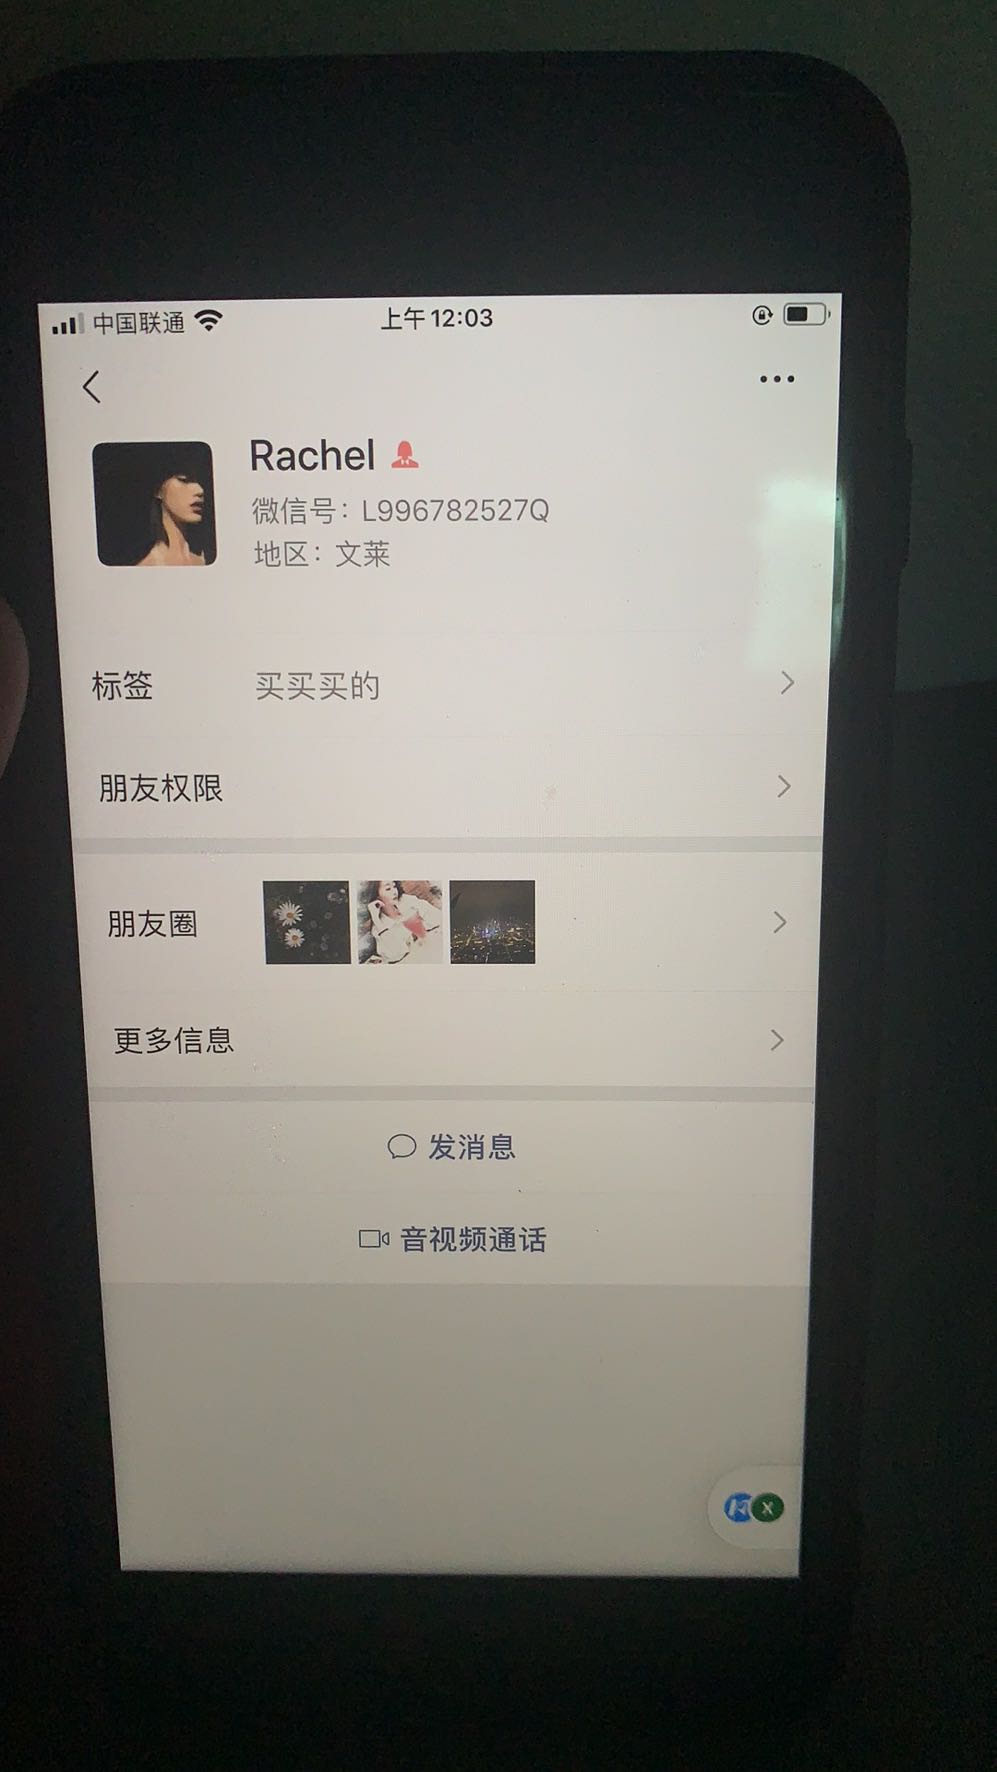 中国联通
上午12:03
Rachel
微信号：L996782527Q
地区：文莱
标签 买买买的
朋友权限
朋友圈
更多信息
发消息
音视频通话
X